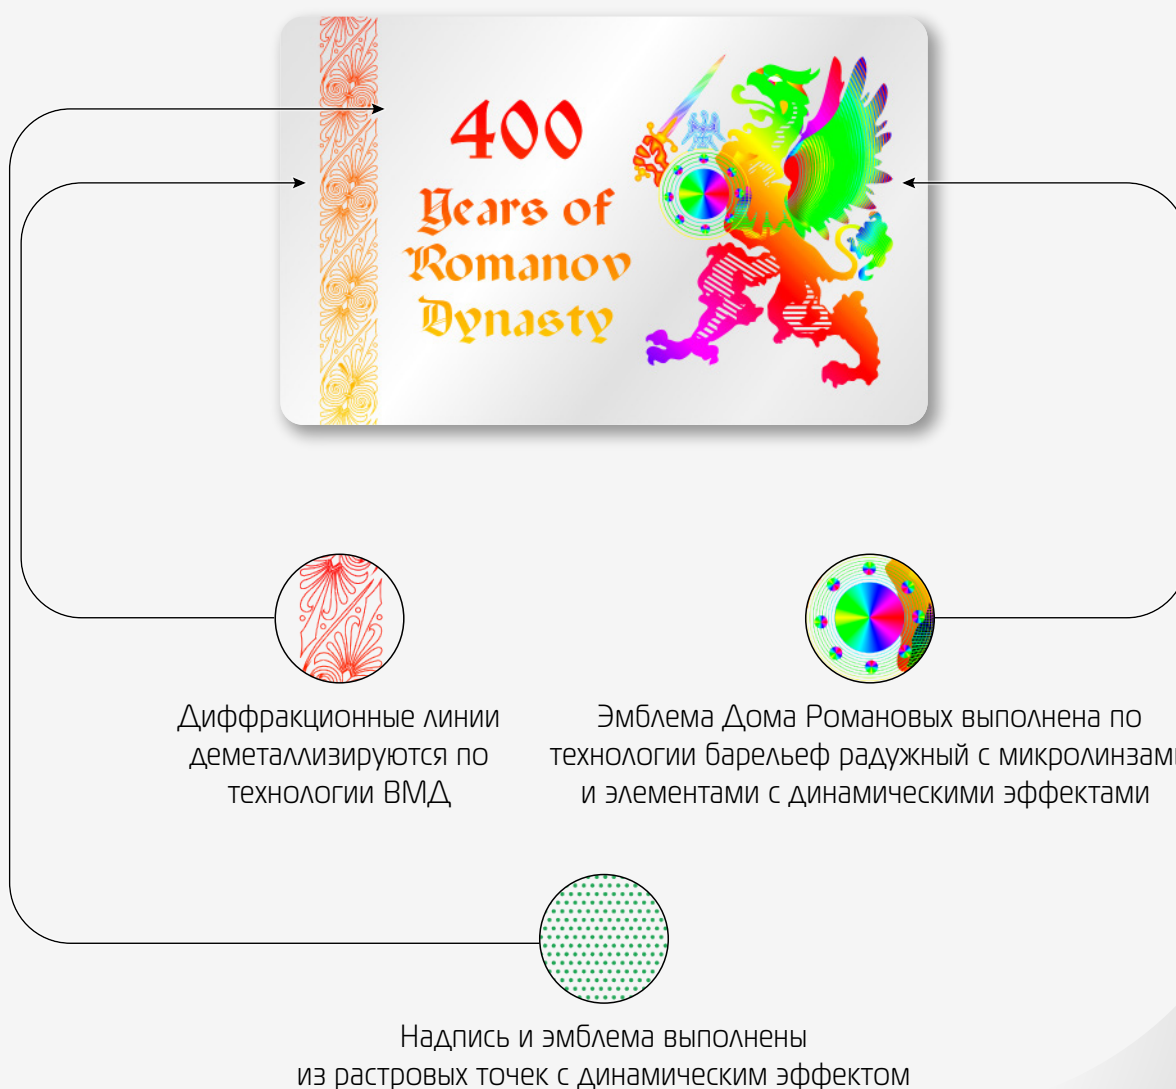 400
Years of
Romanov
Dynasty
Диффракционные линии
деметаллизируются по
технологии ВМД
Эмблема Дома Романовых выполнена по
технологии барельеф радужный с микролинзами
и элементами с динамическими эффектами
Надпись и эмблема выполнены
из растровых точек с динамическим эффектом